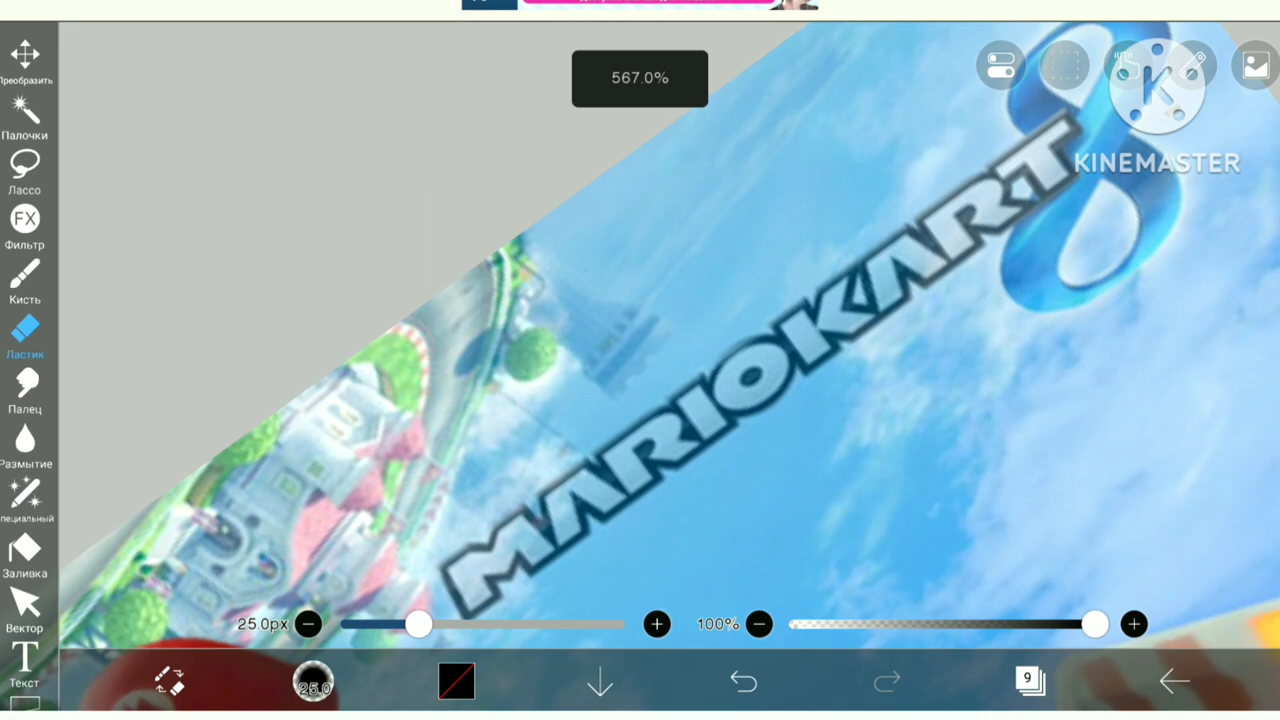 567.0%
KINEMASTER
Преобразить
Палочки
Лассо
FX
Фильтр
Кисть
Ластик
Палец
Размытие
пециальный
Заливка
Вектор
T
Текст
MARIOKART
8
25.0px
100%
25.0
9